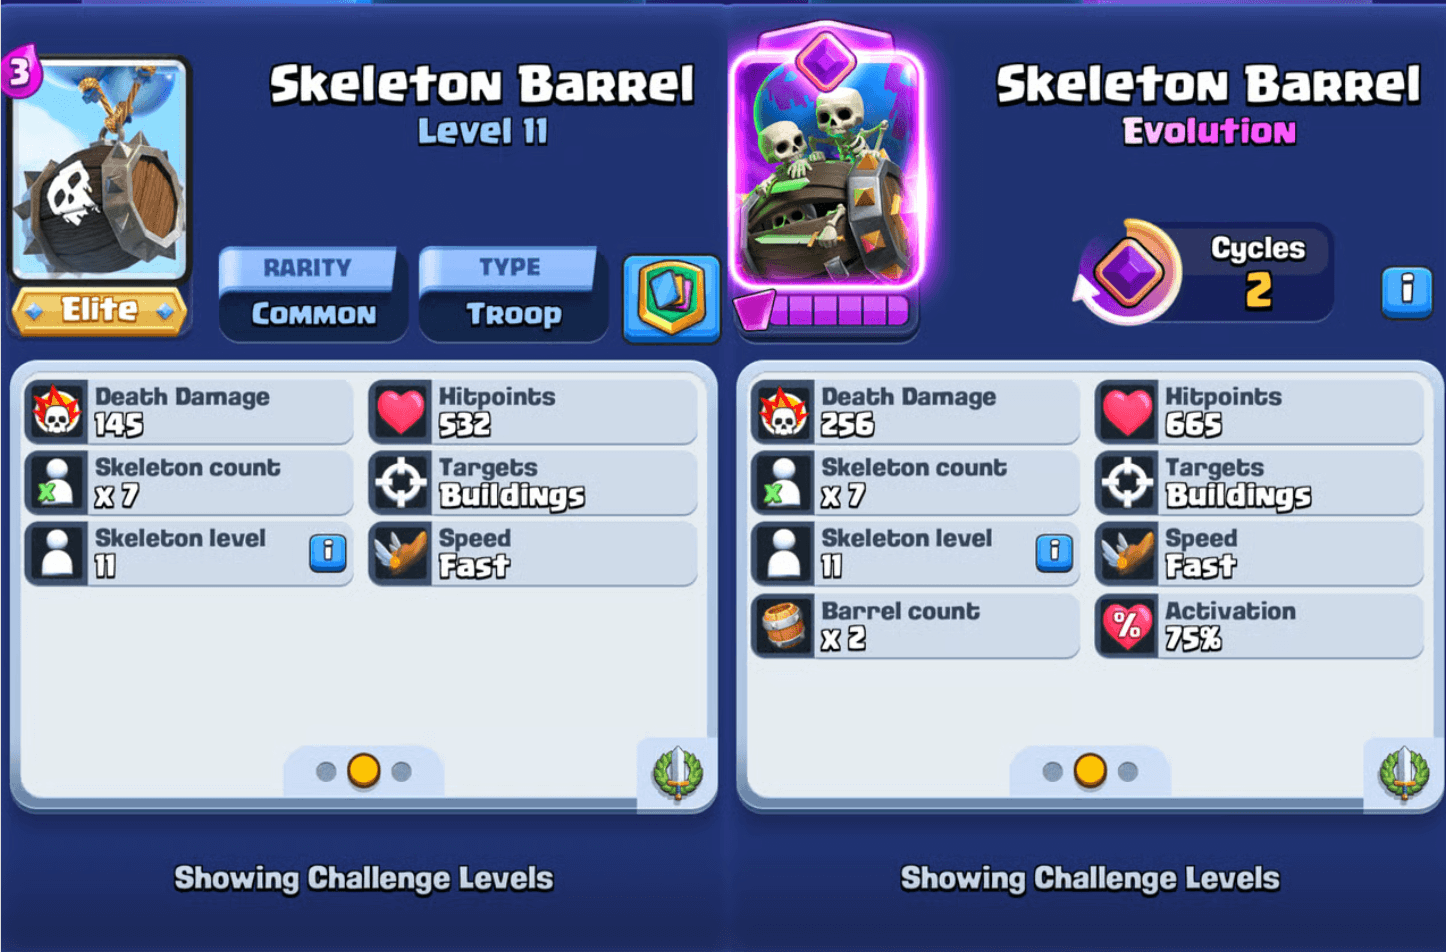 3
Skeleton Barrel
Level 11
Elite
RARITY
Common
TYPE
Troop
Death Damage
145
Hitpoints
532
Skeleton count
x 7
Targets
Buildings
Skeleton level
11
i
Speed
Fast
Showing Challenge Levels
Skeleton Barrel
Evolution
Cycles
2
i
Death Damage
256
Hitpoints
665
Skeleton count
x 7
Targets
Buildings
Skeleton level
11
i
Speed
Fast
Barrel count
x 2
%
Activation
75%
Showing Challenge Levels